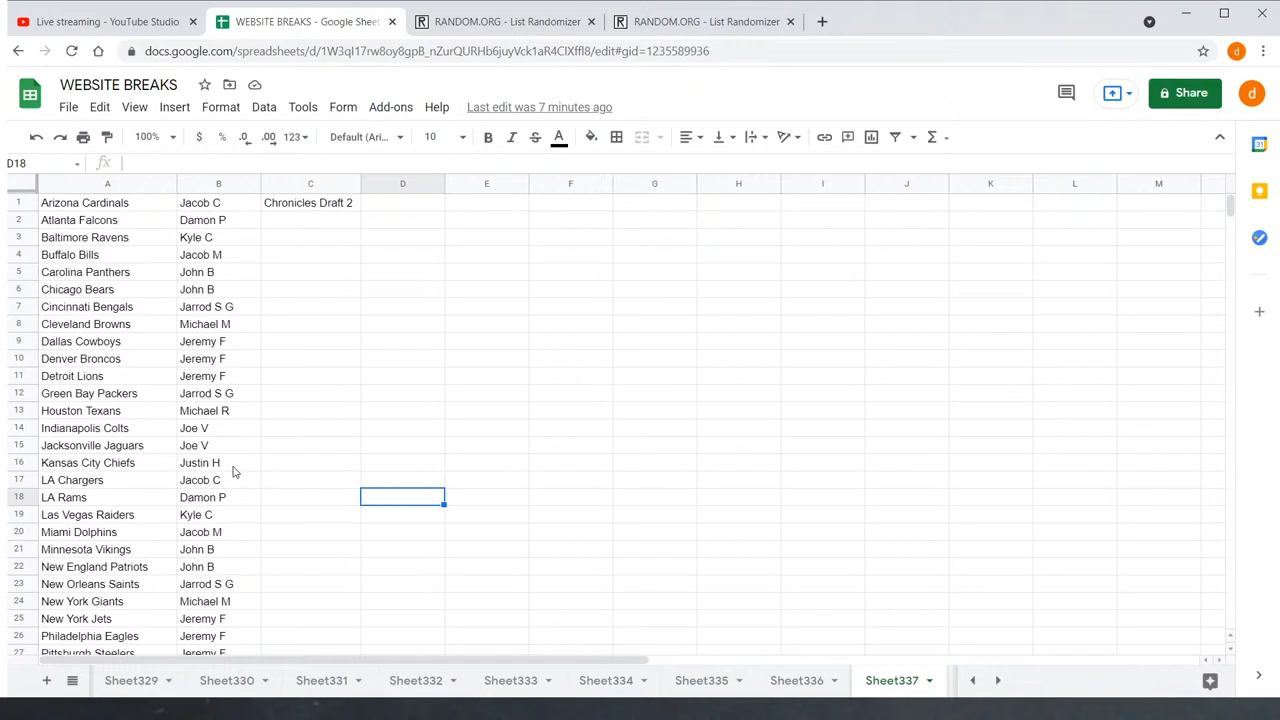 Live streaming - YouTube Studio
WEBSITE BREAKS - Google Sheet
RANDOM.ORG - List Randomizer
RANDOM.ORG - List Randomizer
docs.google.com/spreadsheets/d/1W3qI17rw8oy8gpB_nZurQURHb6juyVck1aR4ClXffl8/edit#gid=1235589936
d
WEBSITE BREAKS
File Edit View Insert Format Data Tools Form Add-ons Help Last edit was 7 minutes ago
Share
d
100% $ % .0 .00 123 Default (Ari... 10 B I S A
31
D18 fx
A B C D E F G H I J K L M
1 Arizona Cardinals Jacob C Chronicles Draft 2
2 Atlanta Falcons Damon P
3 Baltimore Ravens Kyle C
4 Buffalo Bills Jacob M
5 Carolina Panthers John B
6 Chicago Bears John B
7 Cincinnati Bengals Jarrod S G
8 Cleveland Browns Michael M
9 Dallas Cowboys Jeremy F
10 Denver Broncos Jeremy F
11 Detroit Lions Jeremy F
12 Green Bay Packers Jarrod S G
13 Houston Texans Michael R
14 Indianapolis Colts Joe V
15 Jacksonville Jaguars Joe V
16 Kansas City Chiefs Justin H
17 LA Chargers Jacob C
18 LA Rams Damon P
19 Las Vegas Raiders Kyle C
20 Miami Dolphins Jacob M
21 Minnesota Vikings John B
22 New England Patriots John B
23 New Orleans Saints Jarrod S G
24 New York Giants Michael M
25 New York Jets Jeremy F
26 Philadelphia Eagles Jeremy F
27 Pittsburgh Steelers Jeremy F
Sheet329 Sheet330 Sheet331 Sheet332 Sheet333 Sheet334 Sheet335 Sheet336 Sheet337